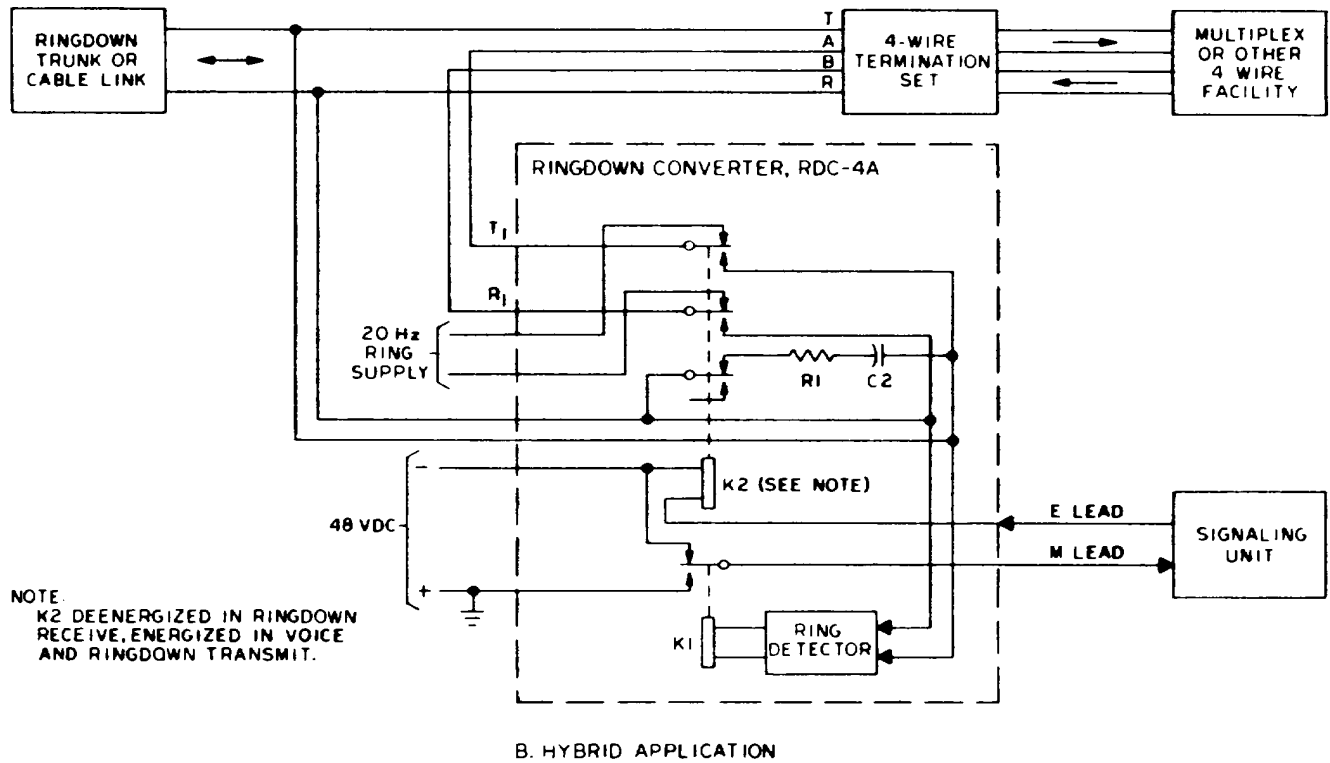 RINGDOWN
TRUNK OR
CABLE LINK
T
A
B
R
4-WIRE
TERMINATION
SET
MULTIPLEX
OR OTHER
4 WIRE
FACILITY
RINGDOWN CONVERTER, RDC-4A
T1
R1
20 Hz
RING
SUPPLY
R1
C2
-
K2 (SEE NOTE)
48 VDC
+
E LEAD
M LEAD
SIGNALING
UNIT
K1
RING
DETECTOR
NOTE.
K2 DEENERGIZED IN RINGDOWN
RECEIVE, ENERGIZED IN VOICE
AND RINGDOWN TRANSMIT.
B. HYBRID APPLICATION